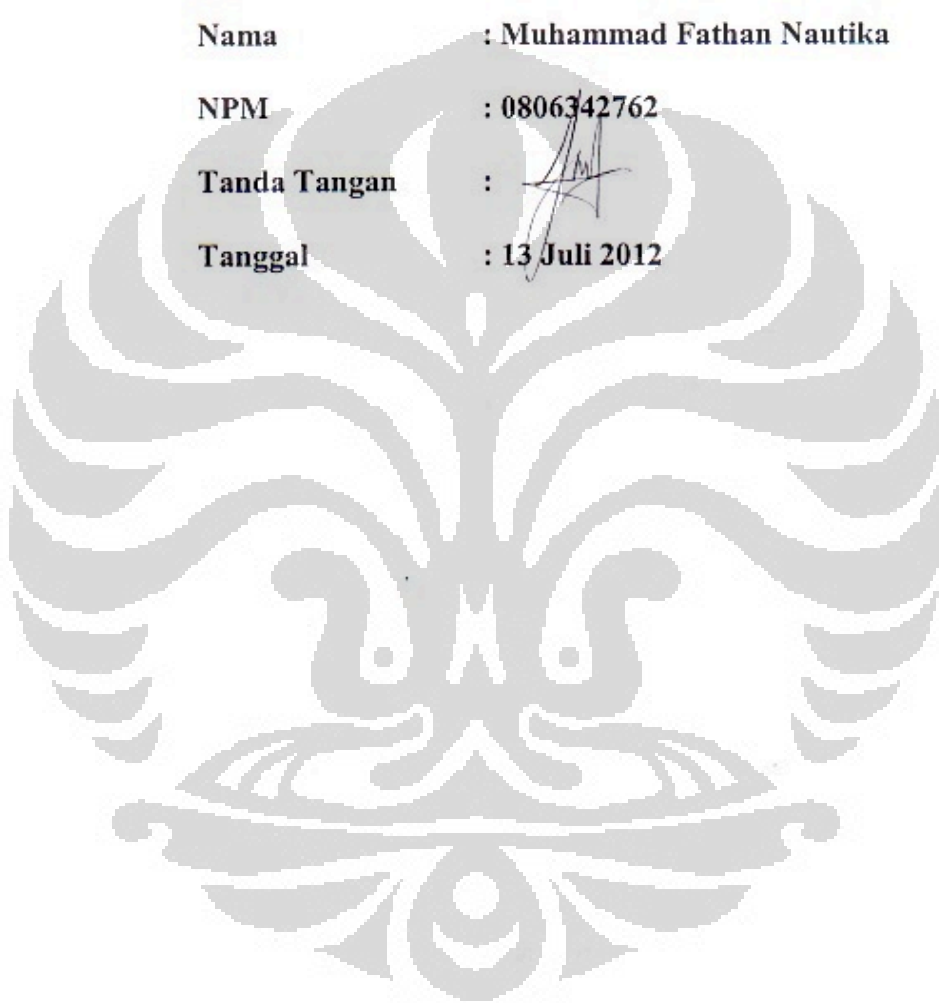 Nama : Muhammad Fathan Nautika
NPM : 0806342762
Tanda Tangan :
Tanggal : 13 Juli 2012